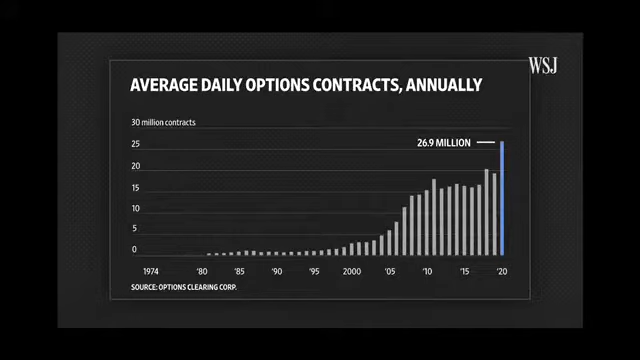 WSJ
AVERAGE DAILY OPTIONS CONTRACTS, ANNUALLY
30 million contracts
26.9 MILLION
25
20
15
10
5
0
1974 '80 '85 '90 '95 2000 '05 '10 '15 '20
SOURCE: OPTIONS CLEARING CORP.